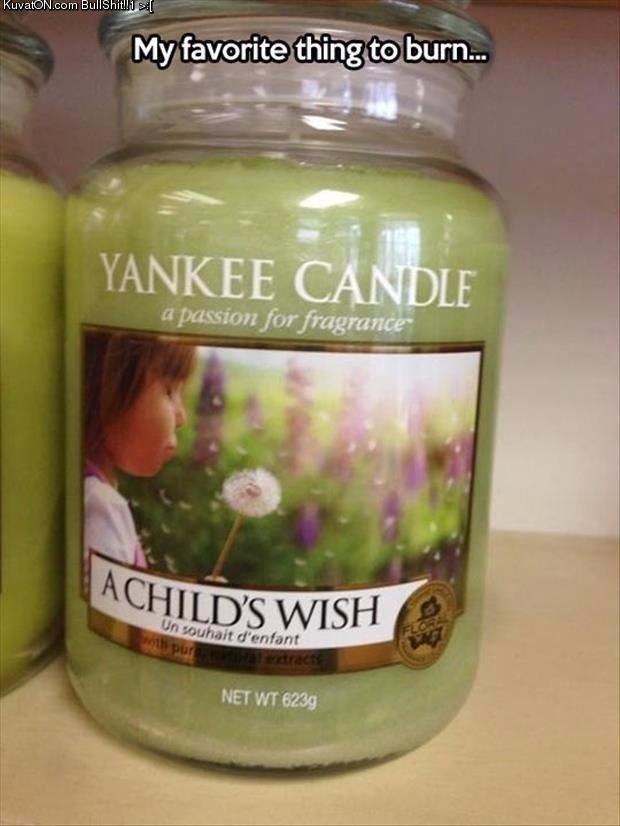 KuvatON.com BullShit!!1 >:[
My favorite thing to burn...
YANKEE CANDLE
a passion for fragrance
A CHILD'S WISH
Un souhait d'enfant
with pure, natural extracts
FLORAL
NET WT 623g